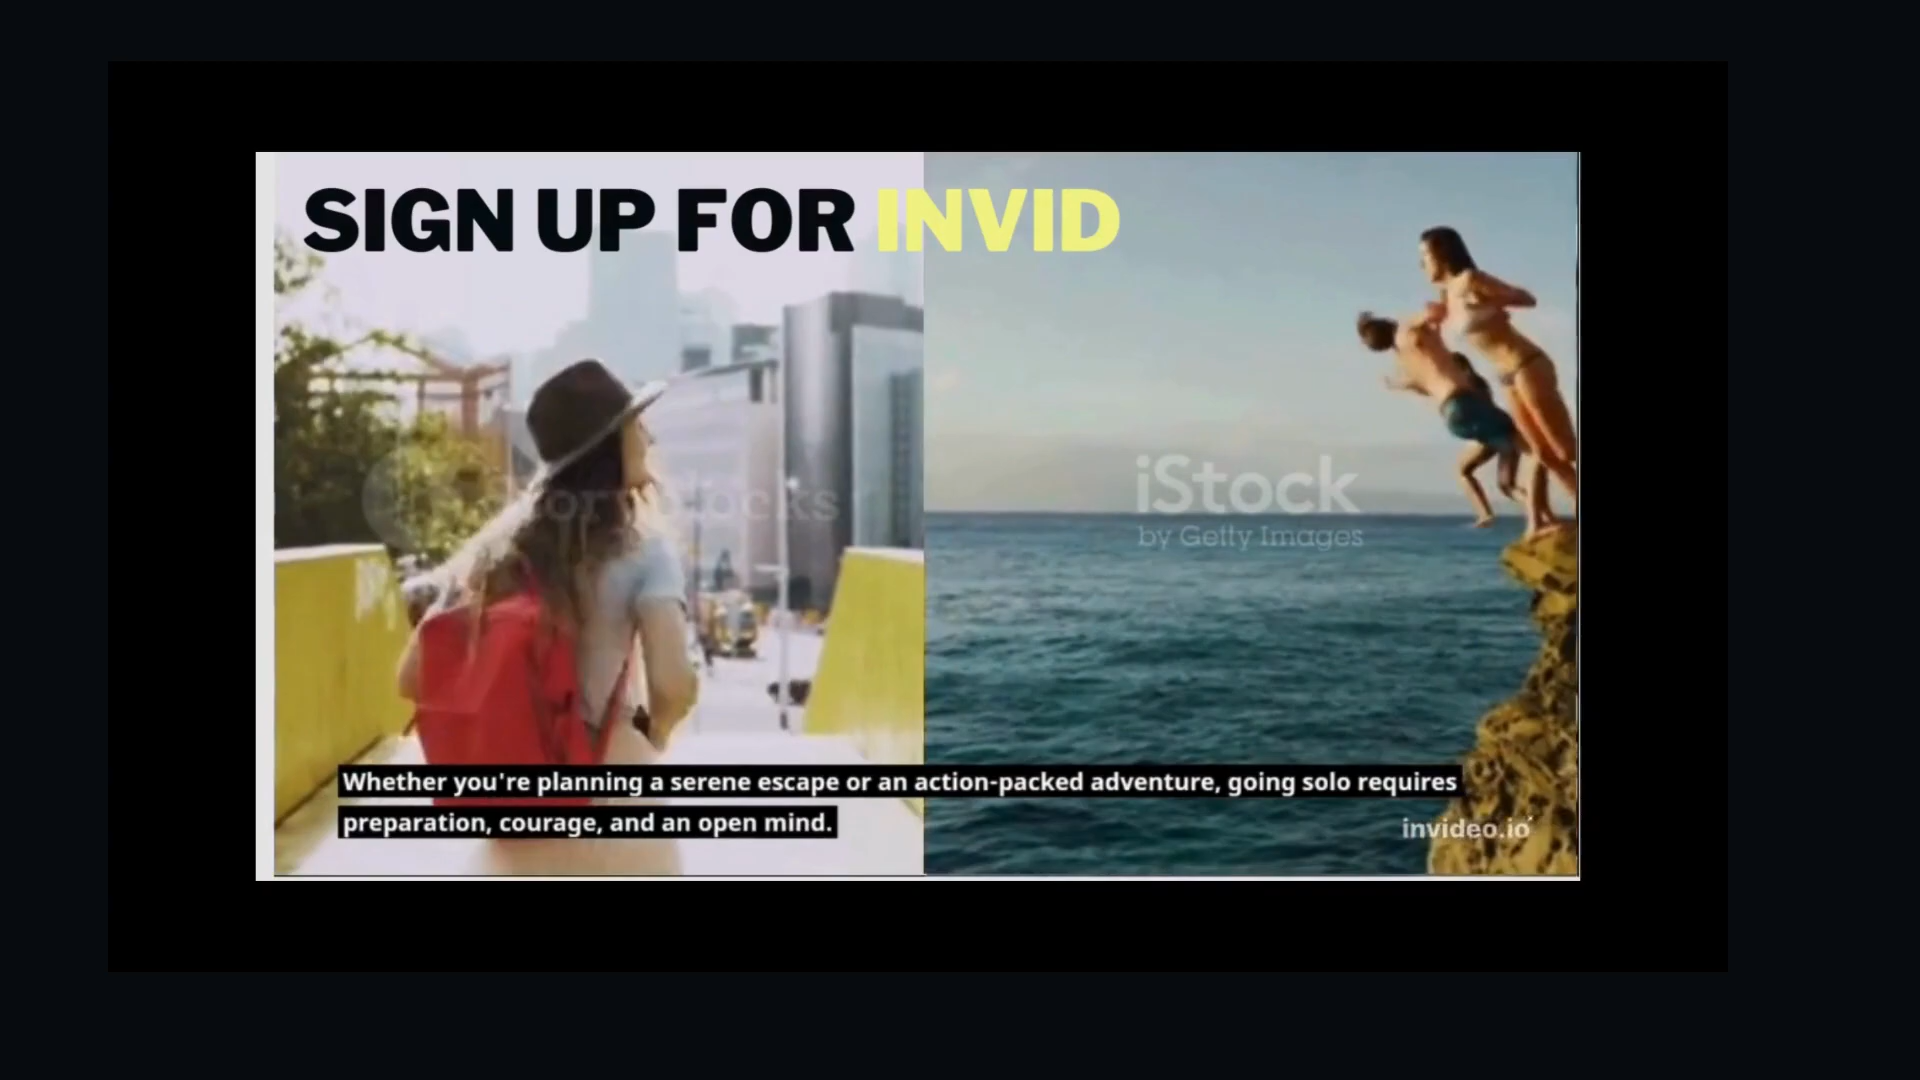 SIGN UP FOR INVID
Storyblocks
iStock
by Getty Images
Whether you're planning a serene escape or an action-packed adventure, going solo requires
preparation, courage, and an open mind.
invideo.io